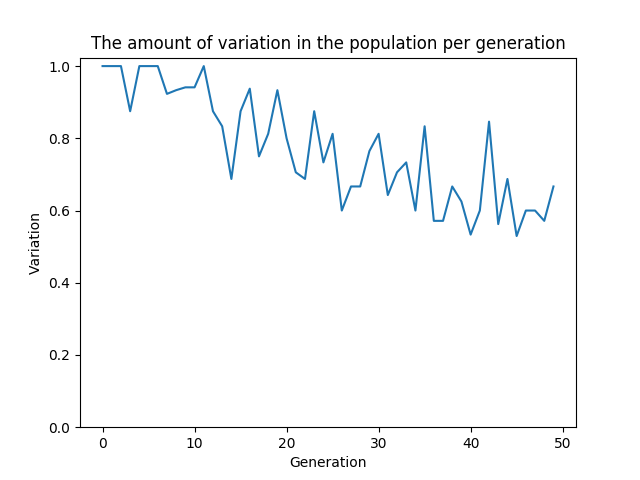 The amount of variation in the population per generation
1.0
0.8
0.6
0.4
0.2
0.0
Variation
0 10 20 30 40 50
Generation